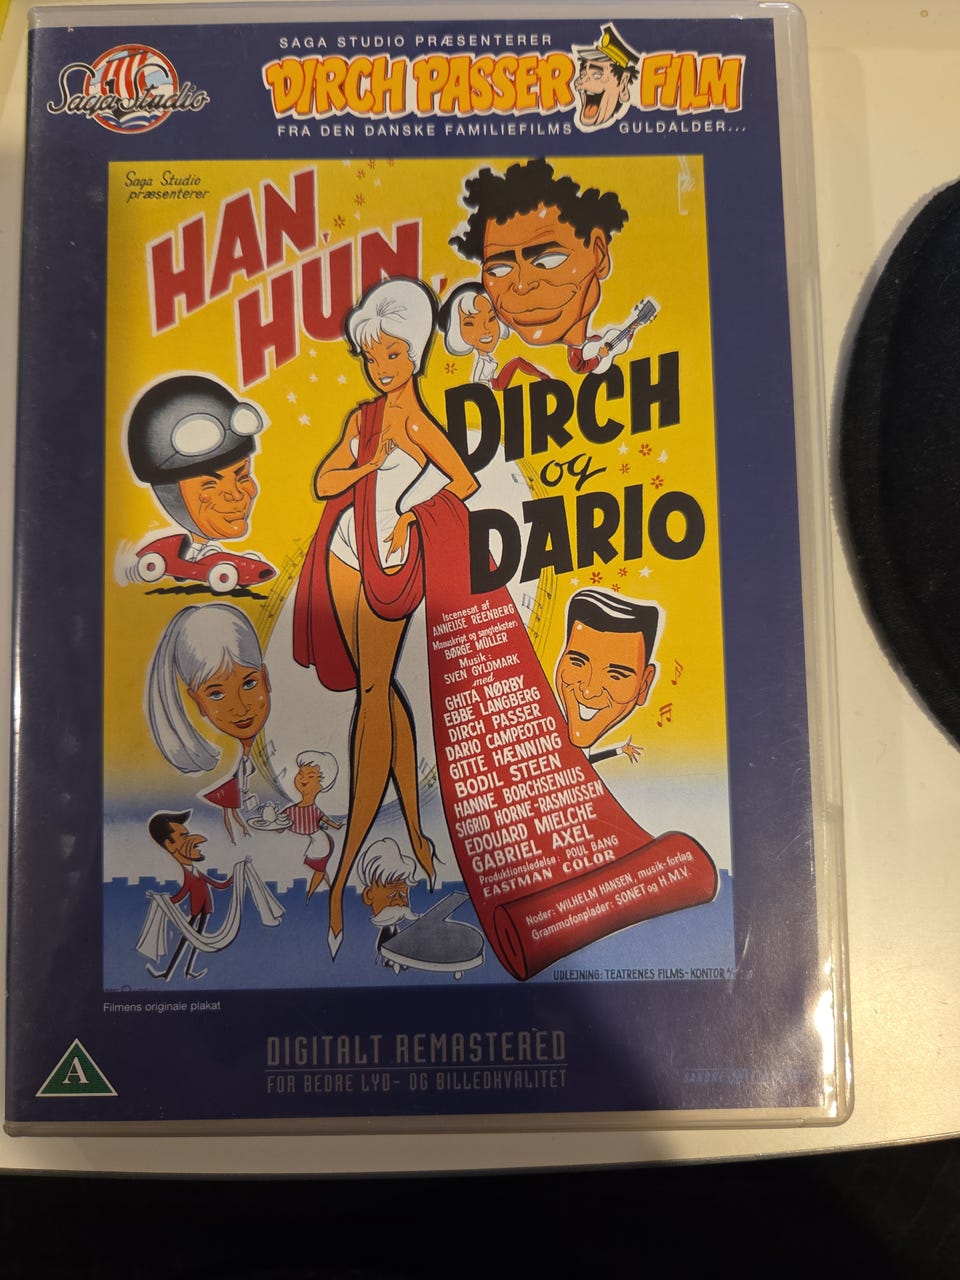 Saga Studio
SAGA STUDIO PRÆSENTERER
DIRCH PASSER FILM
FRA DEN DANSKE FAMILIEFILMS GULDALDER...
Saga Studio
præsenterer
HAN,
HUN,
DIRCH
og
DARIO
Iscenesat af
ANNELISE REENBERG
Manuskript og sangtekster:
BØRGE MÜLLER
Musik:
SVEN GYLDMARK
med
GHITA NØRBY
EBBE LANGBERG
DIRCH PASSER
DARIO CAMPEOTTO
GITTE HÆNNING
BODIL STEEN
HANNE BORCHSENIUS
SIGRID HORNE-RASMUSSEN
EDOUARD MIELCHE
GABRIEL AXEL
Produktionsledelse: POUL BANG
EASTMAN COLOR
Noder: WILHELM HANSEN, musik-forlag
Grammofonplader: SONET og H.M.V.
UDLEJNING: TEATRENES FILMS-KONTOR A/S
Filmens originale plakat
A
DIGITALT REMASTERED
FOR BEDRE LYD- OG BILLEDKVALITET